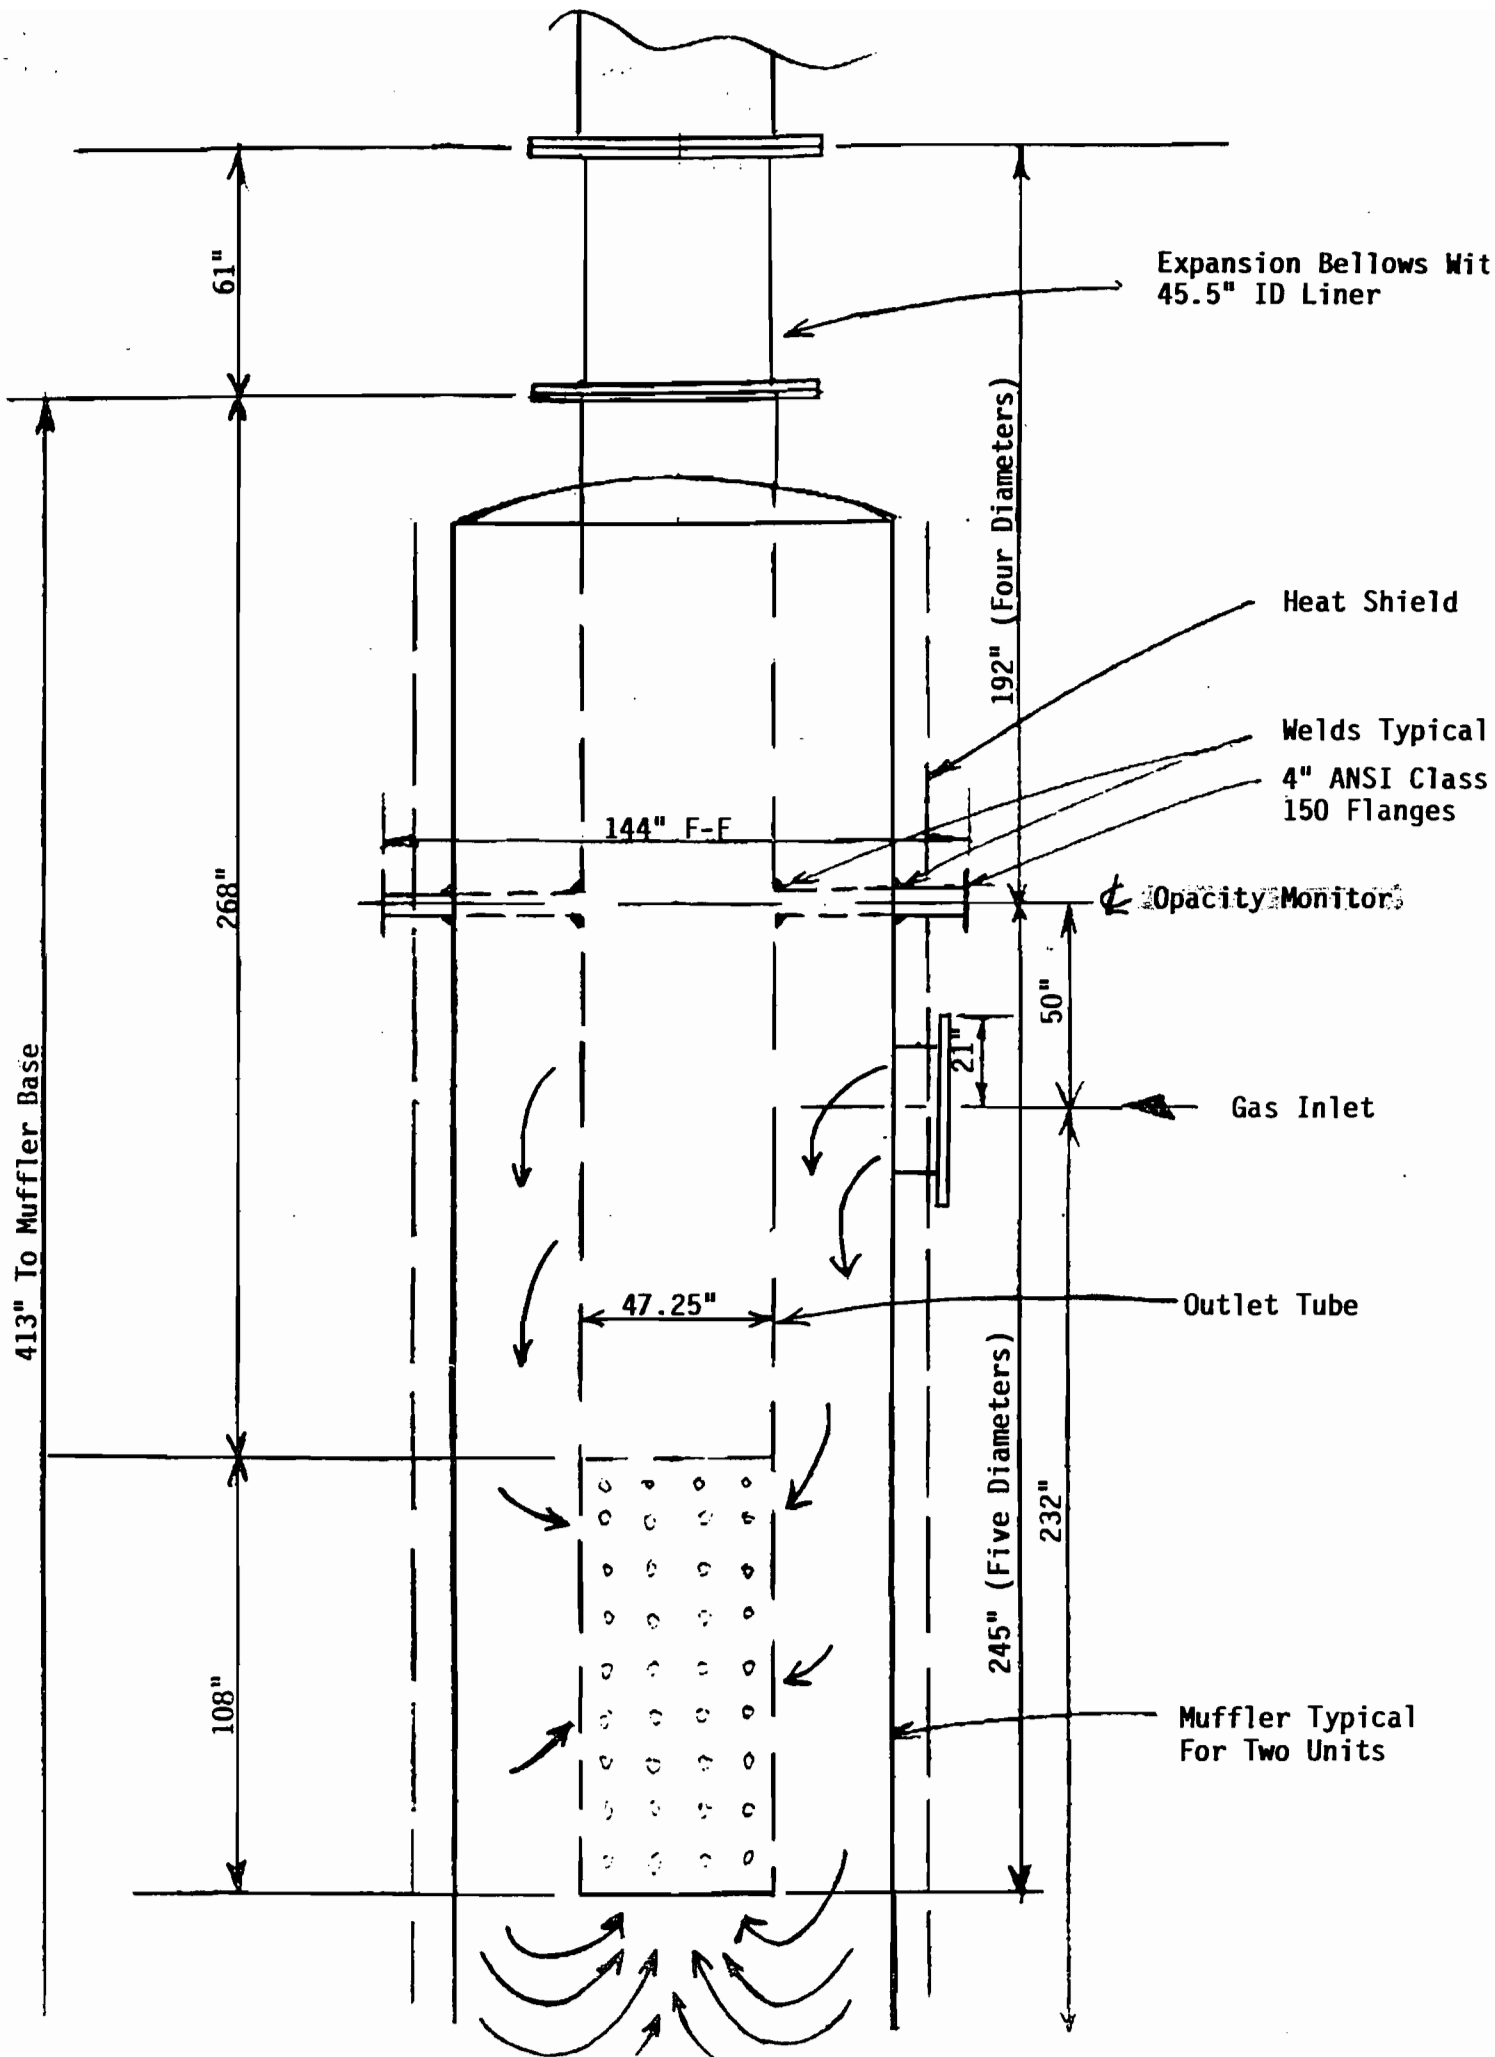 61"
Expansion Bellows Wit
45.5" ID Liner
192" (Four Diameters)
Heat Shield
Welds Typical
4" ANSI Class
150 Flanges
144" F-F
268"
℄ Opacity Monitor
50"
21"
Gas Inlet
413" To Muffler Base
47.25"
Outlet Tube
245" (Five Diameters)
232"
108"
Muffler Typical
For Two Units